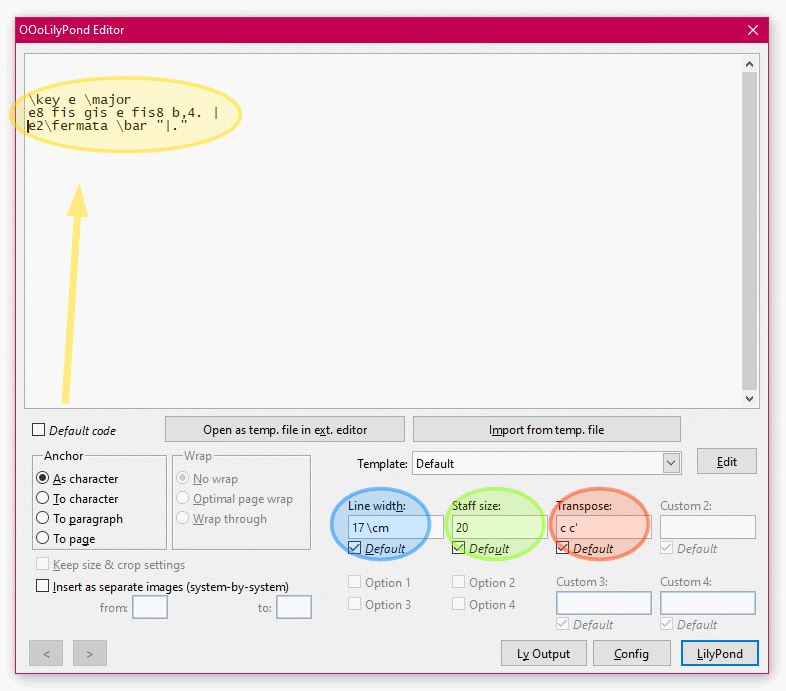 OOoLilyPond Editor
\key e \major
e8 fis gis e fis8 b,4. |
e2\fermata \bar "|."
Default code
Open as temp. file in ext. editor
Import from temp. file
Anchor
As character
To character
To paragraph
To page
Wrap
No wrap
Optimal page wrap
Wrap through
Template: Default
Edit
Line width: Staff size: Transpose: Custom 2:
17 \cm 20 c c'
Default Default Default Default
Keep size & crop settings
Insert as separate images (system-by-system)
from: to:
Option 1 Option 2 Custom 3: Custom 4:
Option 3 Option 4
Default Default
< > Ly Output Config LilyPond